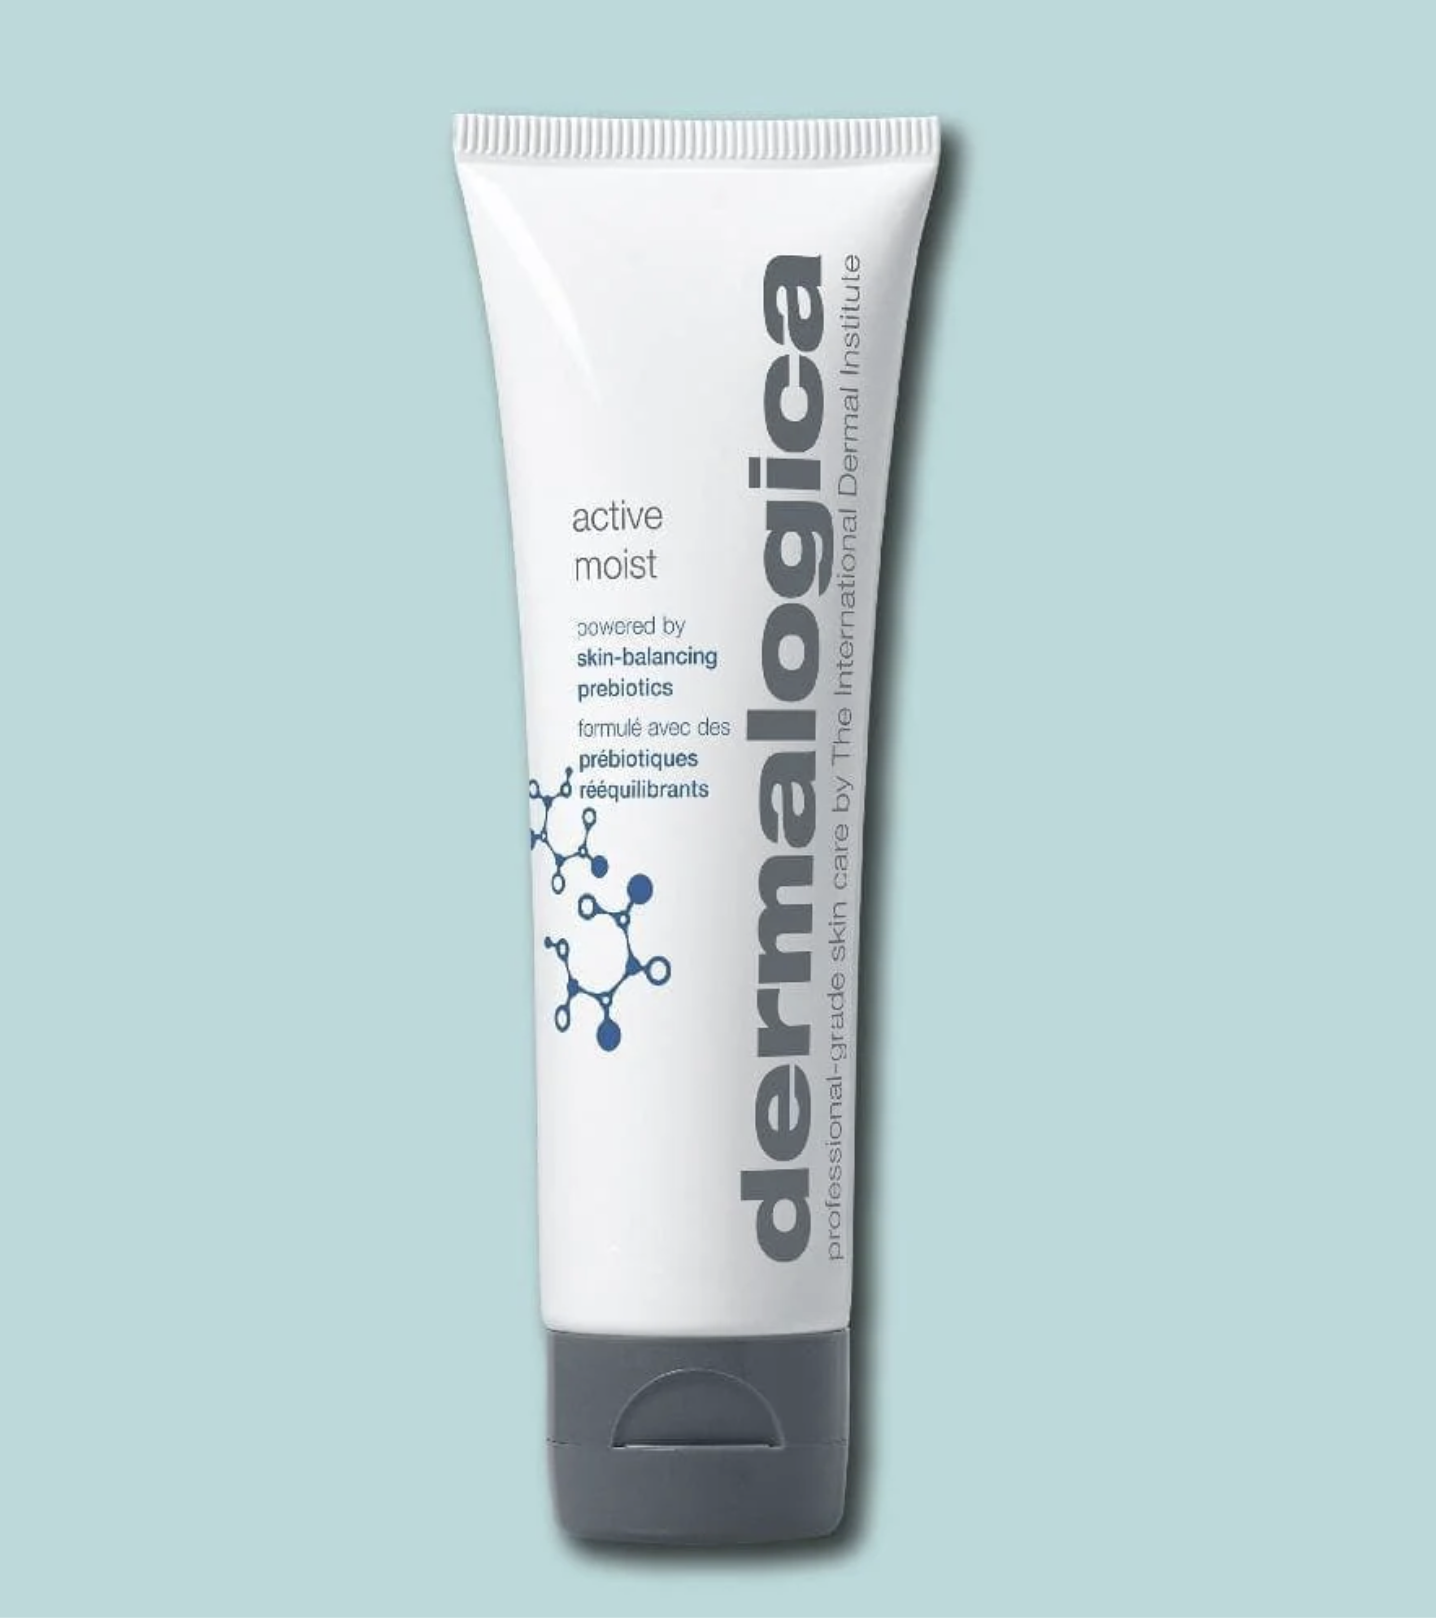 active
moist
powered by
skin-balancing
prebiotics
formulé avec des
prébiotiques
rééquilibrants
dermalogica
professional-grade skin care by The International Dermal Institute